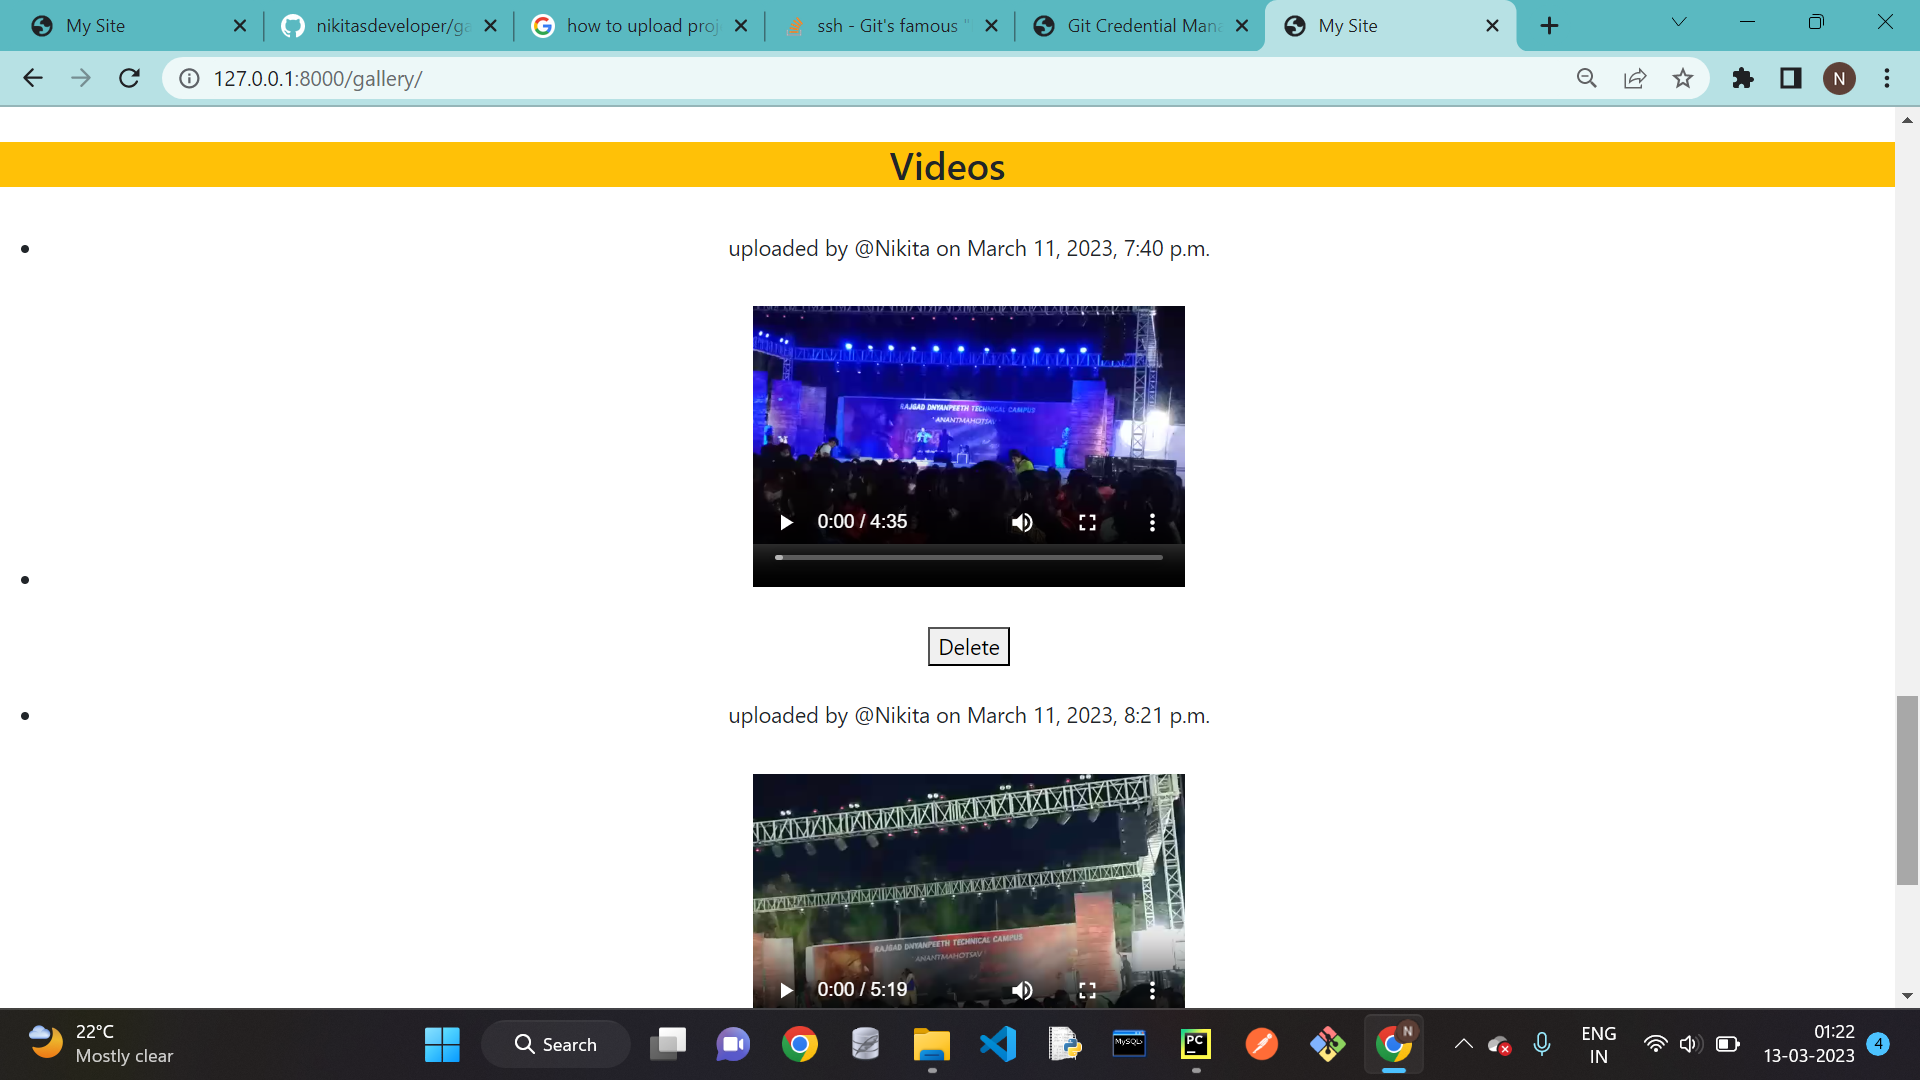 My Site
nikitasdeveloper/ga
how to upload proj
ssh - Git's famous "
Git Credential Mana
My Site
127.0.0.1:8000/gallery/
N
Videos
uploaded by @Nikita on March 11, 2023, 7:40 p.m.
RAJGAD DNYANPEETH TECHNICAL CAMPUS
ANANTMAHOTSAV
0:00 / 4:35
Delete
uploaded by @Nikita on March 11, 2023, 8:21 p.m.
RAJGAD DNYANPEETH TECHNICAL CAMPUS
ANANTMAHOTSAV
0:00 / 5:19
22°C
Mostly clear
Search
MySQL
PC
N
ENG
IN
01:22
13-03-2023
4